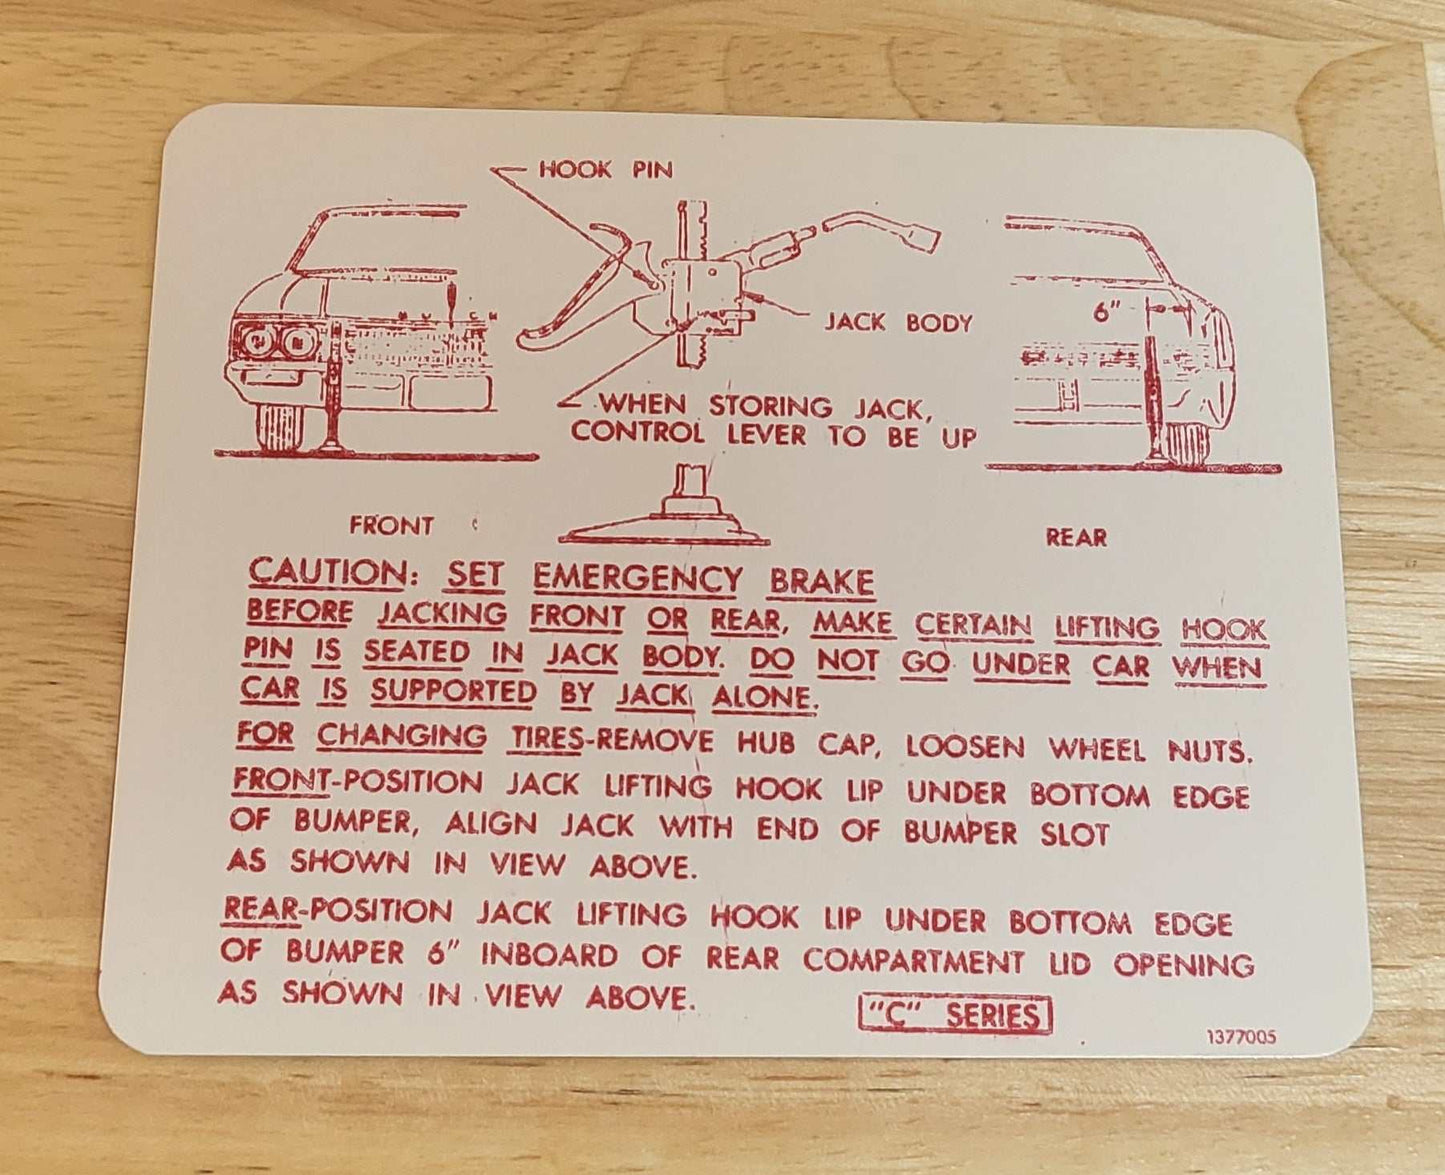 HOOK PIN
BUICK
6"
JACK BODY
WHEN STORING JACK,
CONTROL LEVER TO BE UP
FRONT
REAR
CAUTION: SET EMERGENCY BRAKE
BEFORE JACKING FRONT OR REAR, MAKE CERTAIN LIFTING HOOK
PIN IS SEATED IN JACK BODY. DO NOT GO UNDER CAR WHEN
CAR IS SUPPORTED BY JACK ALONE.
FOR CHANGING TIRES-REMOVE HUB CAP, LOOSEN WHEEL NUTS.
FRONT-POSITION JACK LIFTING HOOK LIP UNDER BOTTOM EDGE
OF BUMPER, ALIGN JACK WITH END OF BUMPER SLOT
AS SHOWN IN VIEW ABOVE.
REAR-POSITION JACK LIFTING HOOK LIP UNDER BOTTOM EDGE
OF BUMPER 6" INBOARD OF REAR COMPARTMENT LID OPENING
AS SHOWN IN VIEW ABOVE.
"C" SERIES
1377005